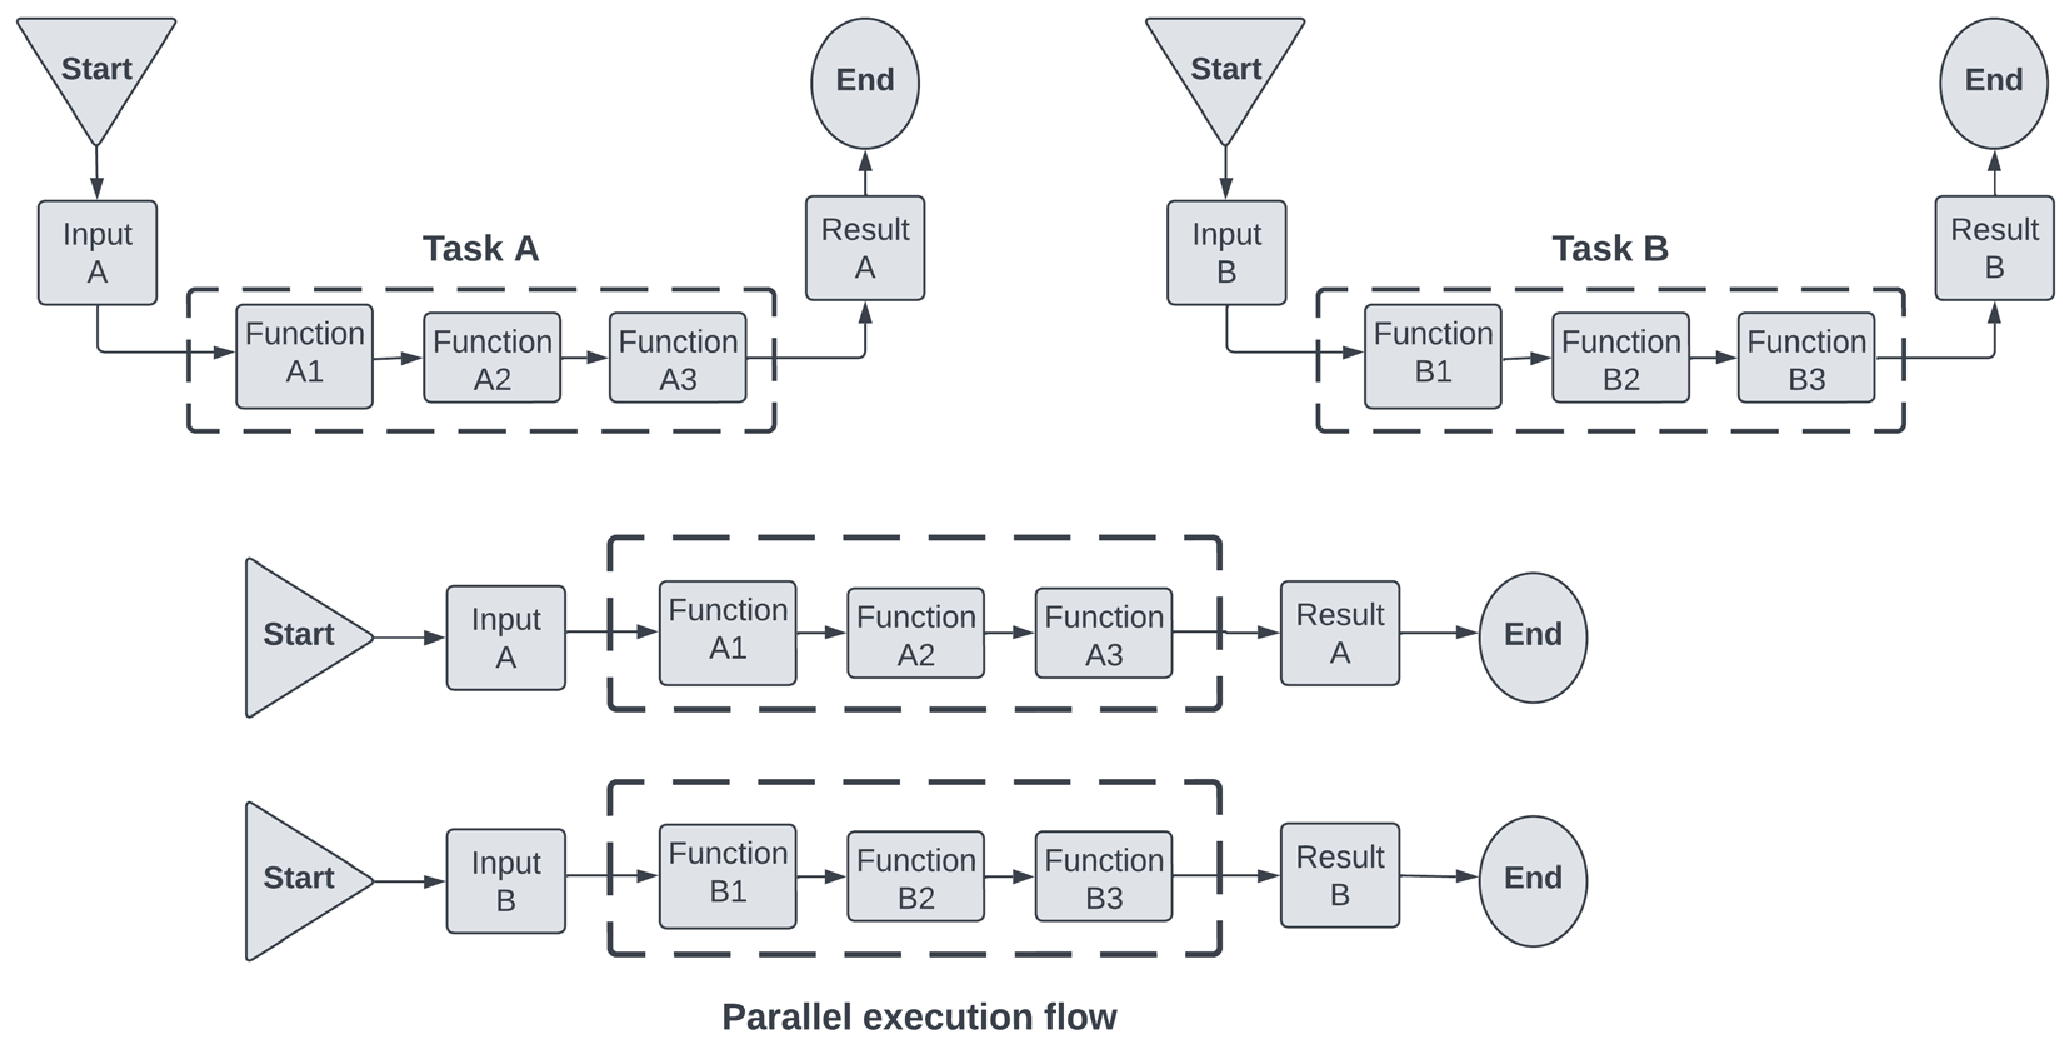 Start
End
Input
A
Task A
Result
A
Function
A1
Function
A2
Function
A3
Start
End
Input
B
Task B
Result
B
Function
B1
Function
B2
Function
B3
Start
Input
A
Function
A1
Function
A2
Function
A3
Result
A
End
Start
Input
B
Function
B1
Function
B2
Function
B3
Result
B
End
Parallel execution flow